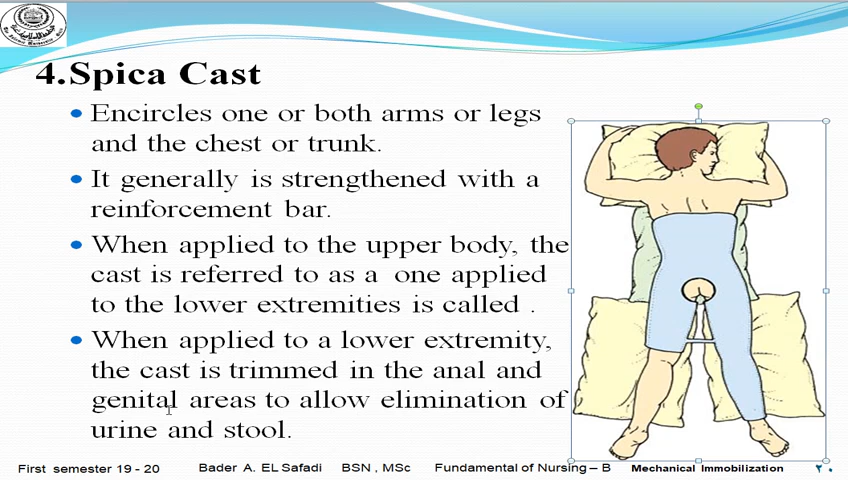 4.Spica Cast
Encircles one or both arms or legs
and the chest or trunk.
It generally is strengthened with a
reinforcement bar.
When applied to the upper body, the
cast is referred to as a one applied
to the lower extremities is called .
When applied to a lower extremity,
the cast is trimmed in the anal and
genital areas to allow elimination of
urine and stool.
First semester 19 - 20 Bader A. EL Safadi BSN , MSc Fundamental of Nursing – B Mechanical Immobilization ٢٠